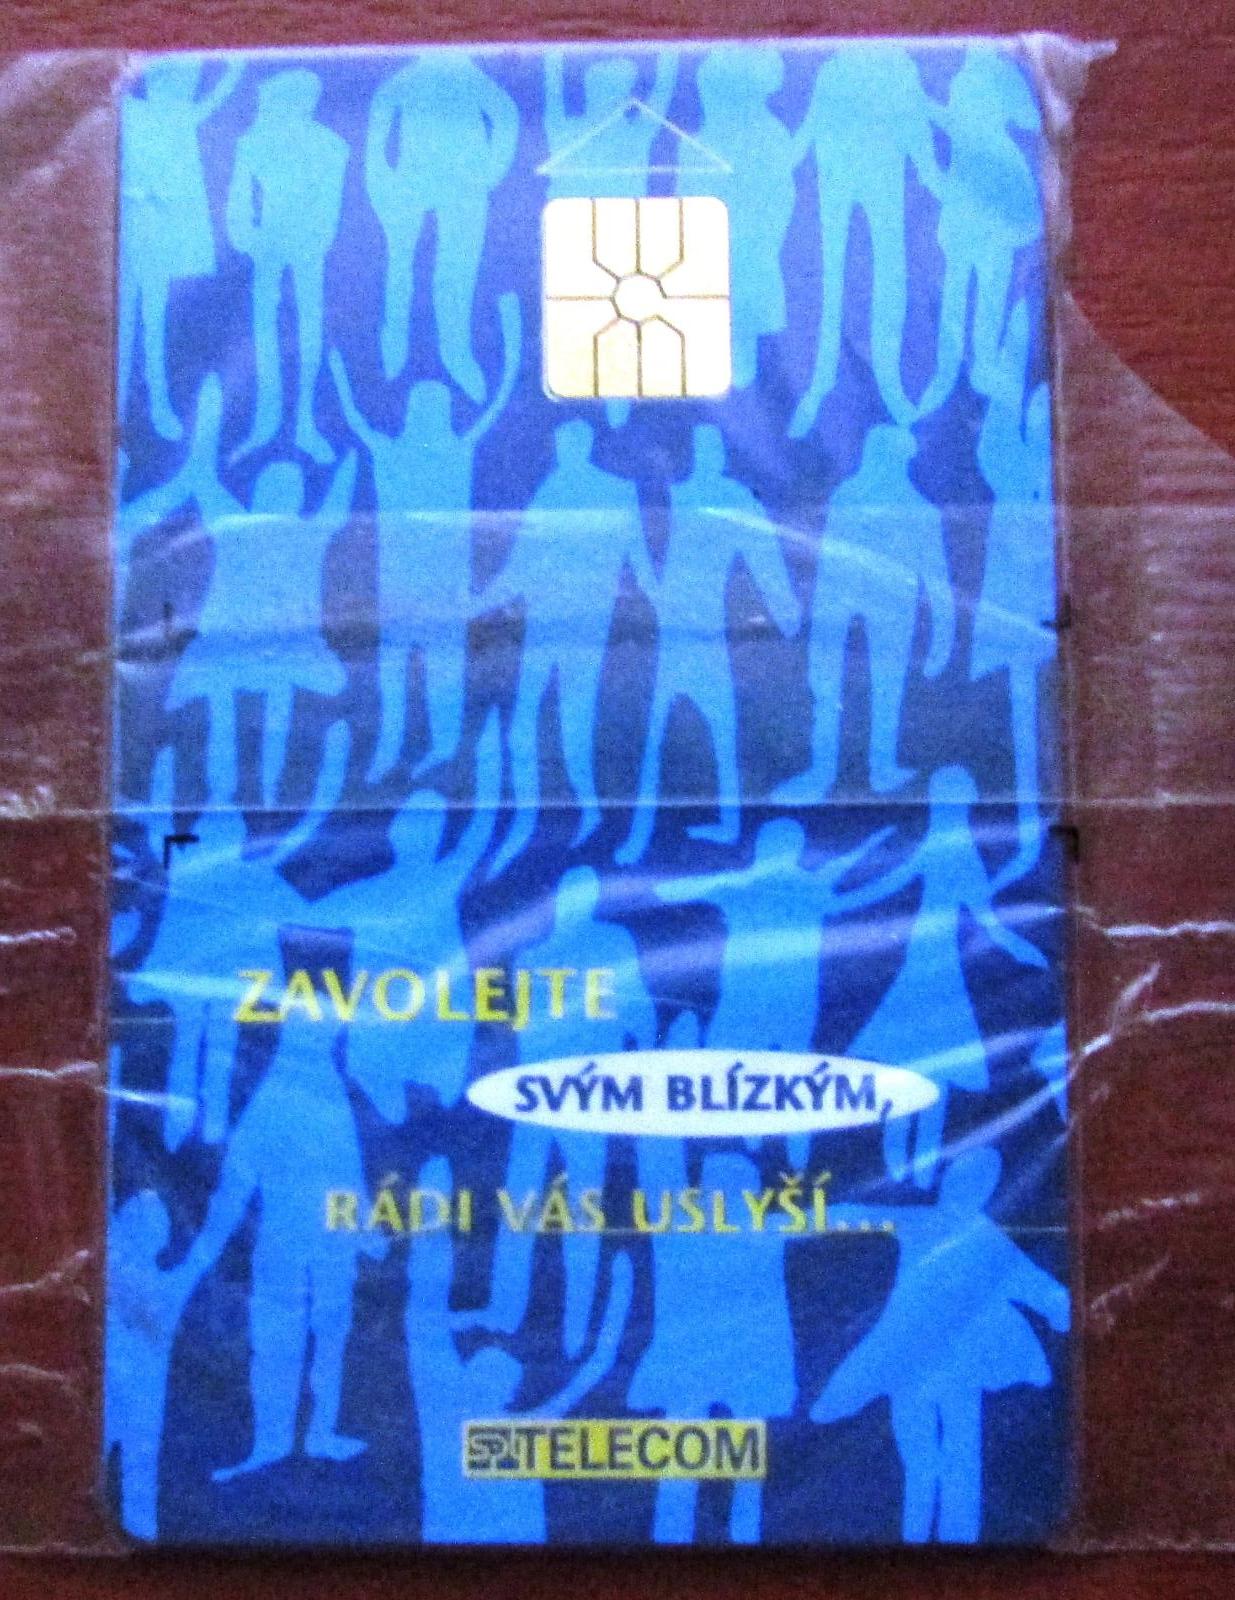 ZAVOLEJTE
SVÝM BLÍZKÝM,
RÁDI VÁS USLYŠÍ...
SPT TELECOM